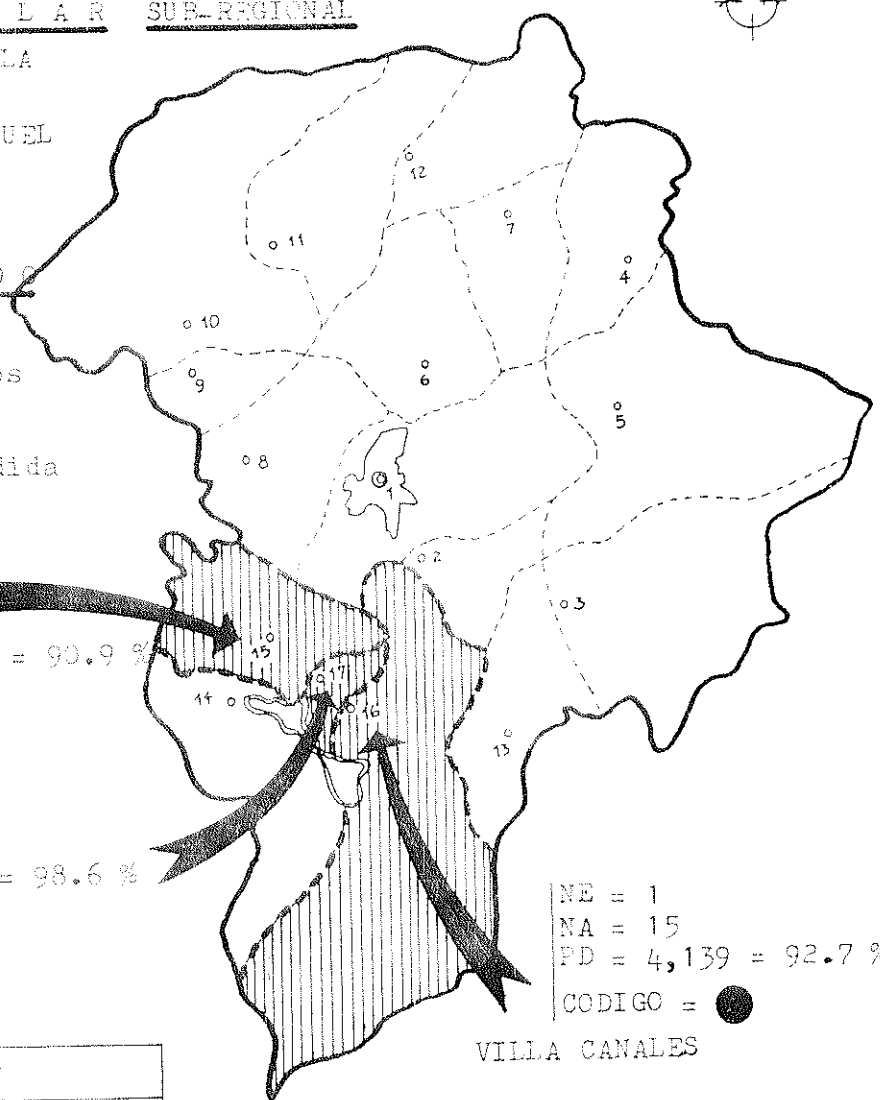 L A R SUB-REGIONAL
LA
UEL
12
11
7
4
10
9
6
5
8
1
2
3
dida
= 90.9 %
15
17
14
16
13
= 98.6 %
NE = 1
NA = 15
PD = 4,139 = 92.7 %
CODIGO =
VILLA CANALES